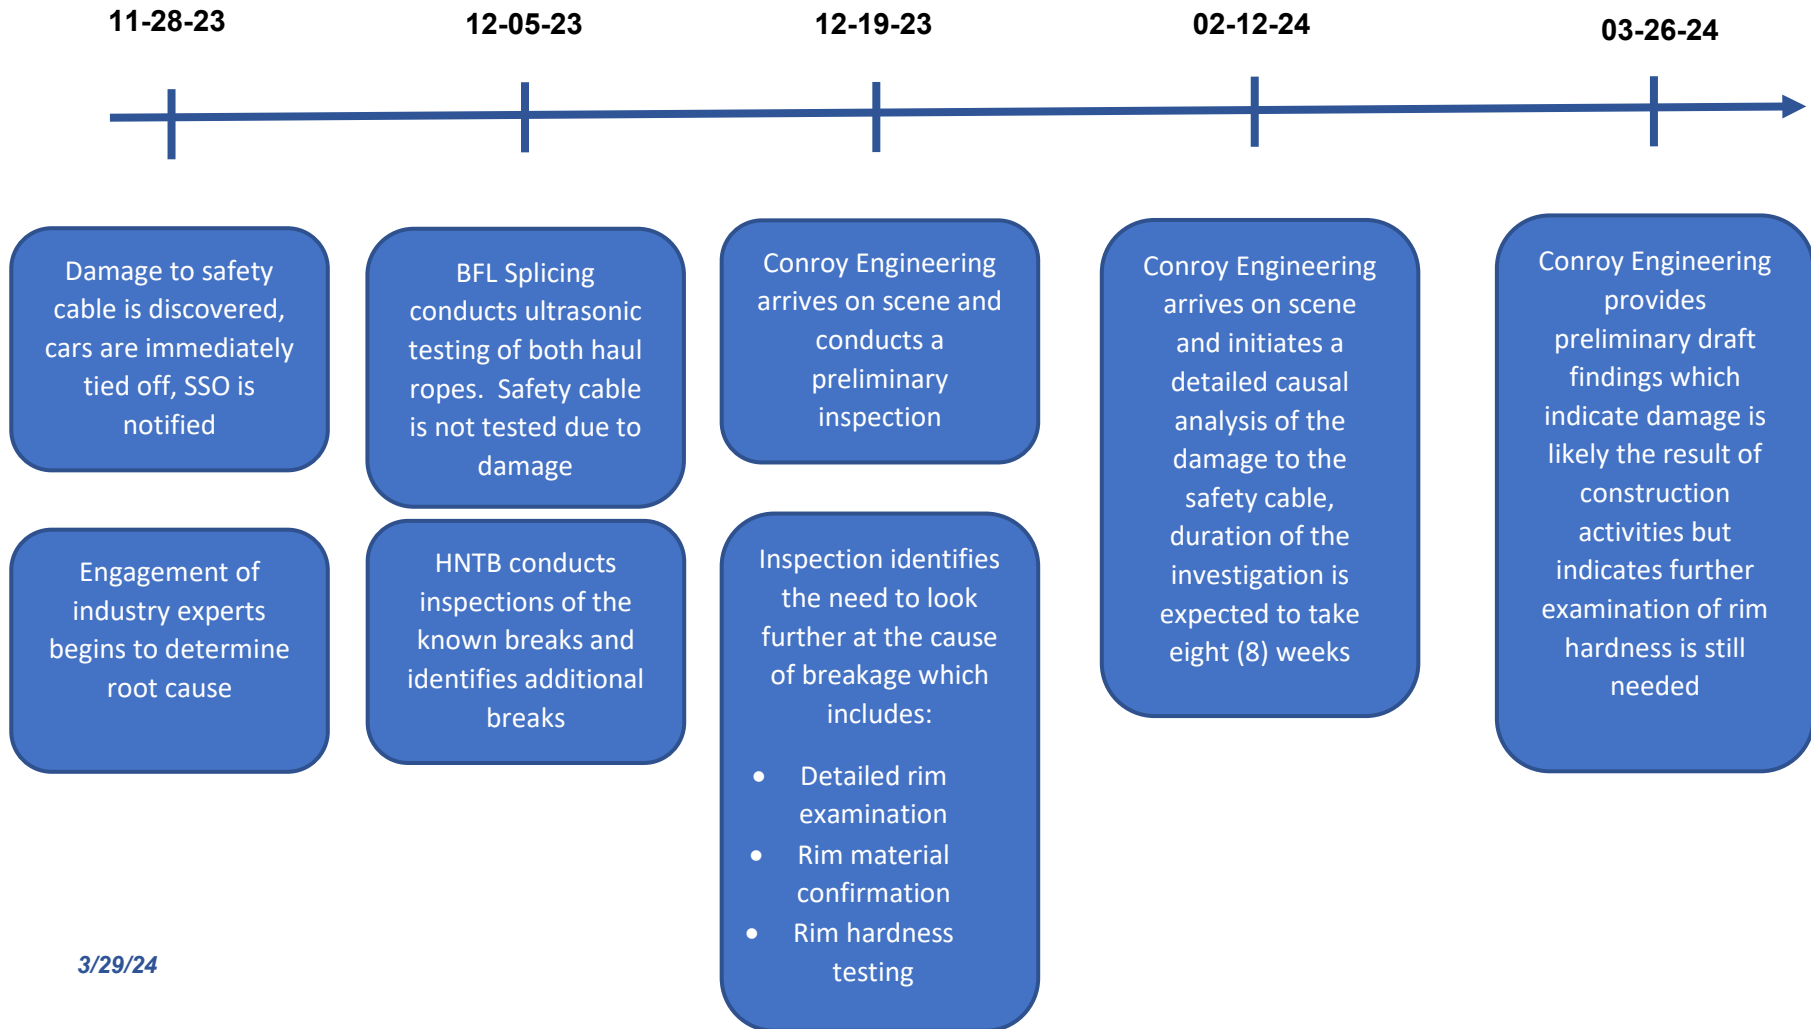 11-28-23
12-05-23
12-19-23
02-12-24
03-26-24
Damage to safety
cable is discovered,
cars are immediately
tied off, SSO is
notified
Engagement of
industry experts
begins to determine
root cause
BFL Splicing
conducts ultrasonic
testing of both haul
ropes.  Safety cable
is not tested due to
damage
HNTB conducts
inspections of the
known breaks and
identifies additional
breaks
Conroy Engineering
arrives on scene and
conducts a
preliminary
inspection
Inspection identifies
the need to look
further at the cause
of breakage which
includes:
• Detailed rim
examination
• Rim material
confirmation
• Rim hardness
testing
Conroy Engineering
arrives on scene
and initiates a
detailed causal
analysis of the
damage to the
safety cable,
duration of the
investigation is
expected to take
eight (8) weeks
Conroy Engineering
provides
preliminary draft
findings which
indicate damage is
likely the result of
construction
activities but
indicates further
examination of rim
hardness is still
needed
3/29/24